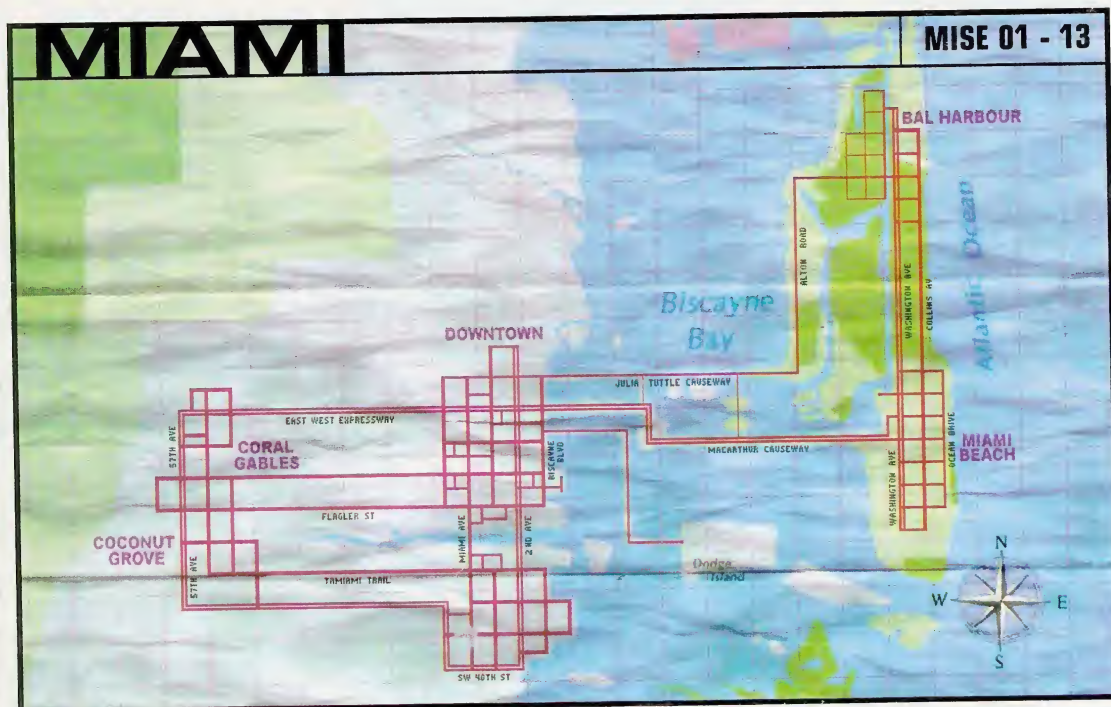 MIAMI
MISE 01 - 13
BAL HARBOUR
Atlantic Ocean
ALTON ROAD
WASHINGTON AVE
COLLINS AV
Biscayne
Bay
DOWNTOWN
JULIA TUTTLE CAUSEWAY
EAST WEST EXPRESSWAY
57TH AVE
CORAL
GABLES
BISCAYNE
BLVD
MACARTHUR CAUSEWAY
OCEAN DRIVE
MIAMI
BEACH
WASHINGTON AVE
FLAGLER ST
MIAMI AVE
2ND AVE
COCONUT
GROVE
57TH AVE
TAMIAMI TRAIL
Dodge
Island
N
W
E
S
SW 40TH ST